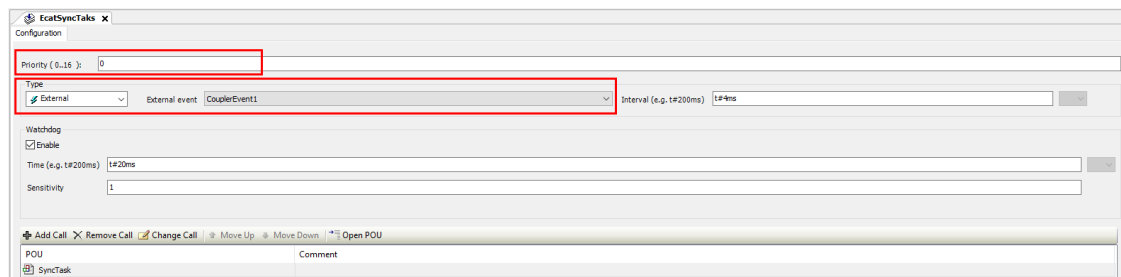 EcatSyncTaks x
Configuration
Priority ( 0..16 ): 0
Type
External External event CouplerEvent1 Interval (e.g. t#200ms) t#4ms
Watchdog
Enable
Time (e.g. t#200ms) t#20ms
Sensitivity 1
Add Call Remove Call Change Call Move Up Move Down Open POU
POU Comment
SyncTask